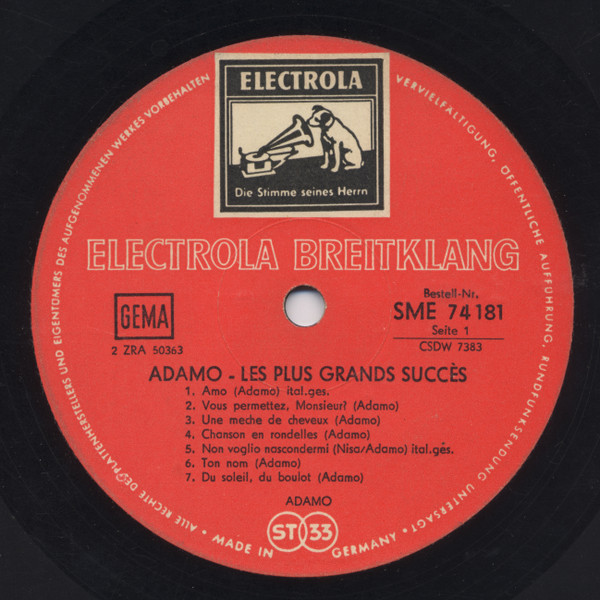 ELECTROLA
Die Stimme seines Herrn
ELECTROLA BREITKLANG
GEMA
2 ZRA 50363
Bestell-Nr.
SME 74181
Seite 1
CSDW 7383
ADAMO - LES PLUS GRANDS SUCCÈS
1. Amo (Adamo) ital.ges.
2. Vous permettez, Monsieur? (Adamo)
3. Une meche de cheveux (Adamo)
4. Chanson en rondelles (Adamo)
5. Non voglio nascondermi (Nisa/Adamo) ital.gés.
6. Ton nom (Adamo)
7. Du soleil, du boulot (Adamo)
ADAMO
ST 33
ALLE RECHTE DES PLATTENHERSTELLERS UND EIGENTÜMERS DES AUFGENOMMENEN WERKES VORBEHALTEN
VERVIELFÄLTIGUNG, ÖFFENTLICHE AUFFÜHRUNG, RUNDFUNKSENDUNG UNTERSAGT •
MADE IN GERMANY •